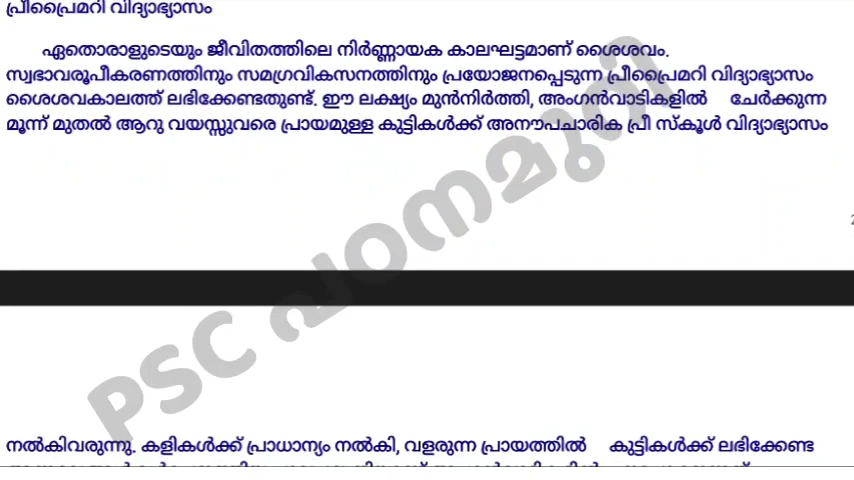 പ്രീപ്രൈമറി വിദ്യാഭ്യാസം
ഏതൊരാളുടെയും ജീവിതത്തിലെ നിർണ്ണായക കാലഘട്ടമാണ് ശൈശവം.
സ്വഭാവരൂപീകരണത്തിനും സമഗ്രവികസനത്തിനും പ്രയോജനപ്പെടുന്ന പ്രീപ്രൈമറി വിദ്യാഭ്യാസം
ശൈശവകാലത്ത് ലഭിക്കേണ്ടതുണ്ട്. ഈ ലക്ഷ്യം മുൻനിർത്തി, അംഗൻവാടികളിൽ ചേർക്കുന്ന
മൂന്ന് മുതൽ ആറു വയസ്സുവരെ പ്രായമുള്ള കുട്ടികൾക്ക് അനൗപചാരിക പ്രീ സ്കൂൾ വിദ്യാഭ്യാസം
PSC പഠനമുറി
നൽകിവരുന്നു. കളികൾക്ക് പ്രാധാന്യം നൽകി, വളരുന്ന പ്രായത്തിൽ കുട്ടികൾക്ക് ലഭിക്കേണ്ട